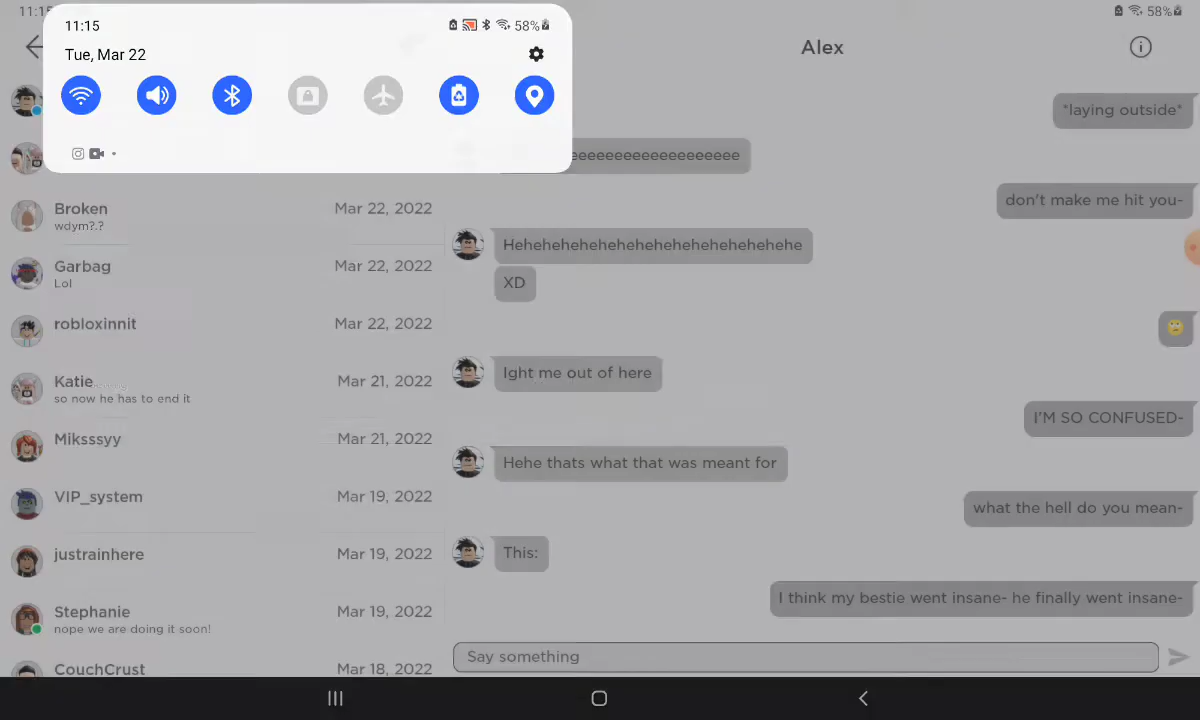 11:15
58%
11:15
58%
Tue, Mar 22
Alex
*laying outside*
eeeeeeeeeeeeeeeeeee
don't make me hit you-
Hehehehehehehehehehehehehehehe
XD
Ight me out of here
I'M SO CONFUSED-
Hehe thats what that was meant for
what the hell do you mean-
This:
I think my bestie went insane- he finally went insane-
Say something
Broken
Mar 22, 2022
wdym?.?
Garbag
Mar 22, 2022
Lol
robloxinnit
Mar 22, 2022
Katie
Mar 21, 2022
so now he has to end it
Miksssyy
Mar 21, 2022
VIP_system
Mar 19, 2022
justrainhere
Mar 19, 2022
Stephanie
Mar 19, 2022
nope we are doing it soon!
CouchCrust
Mar 18, 2022